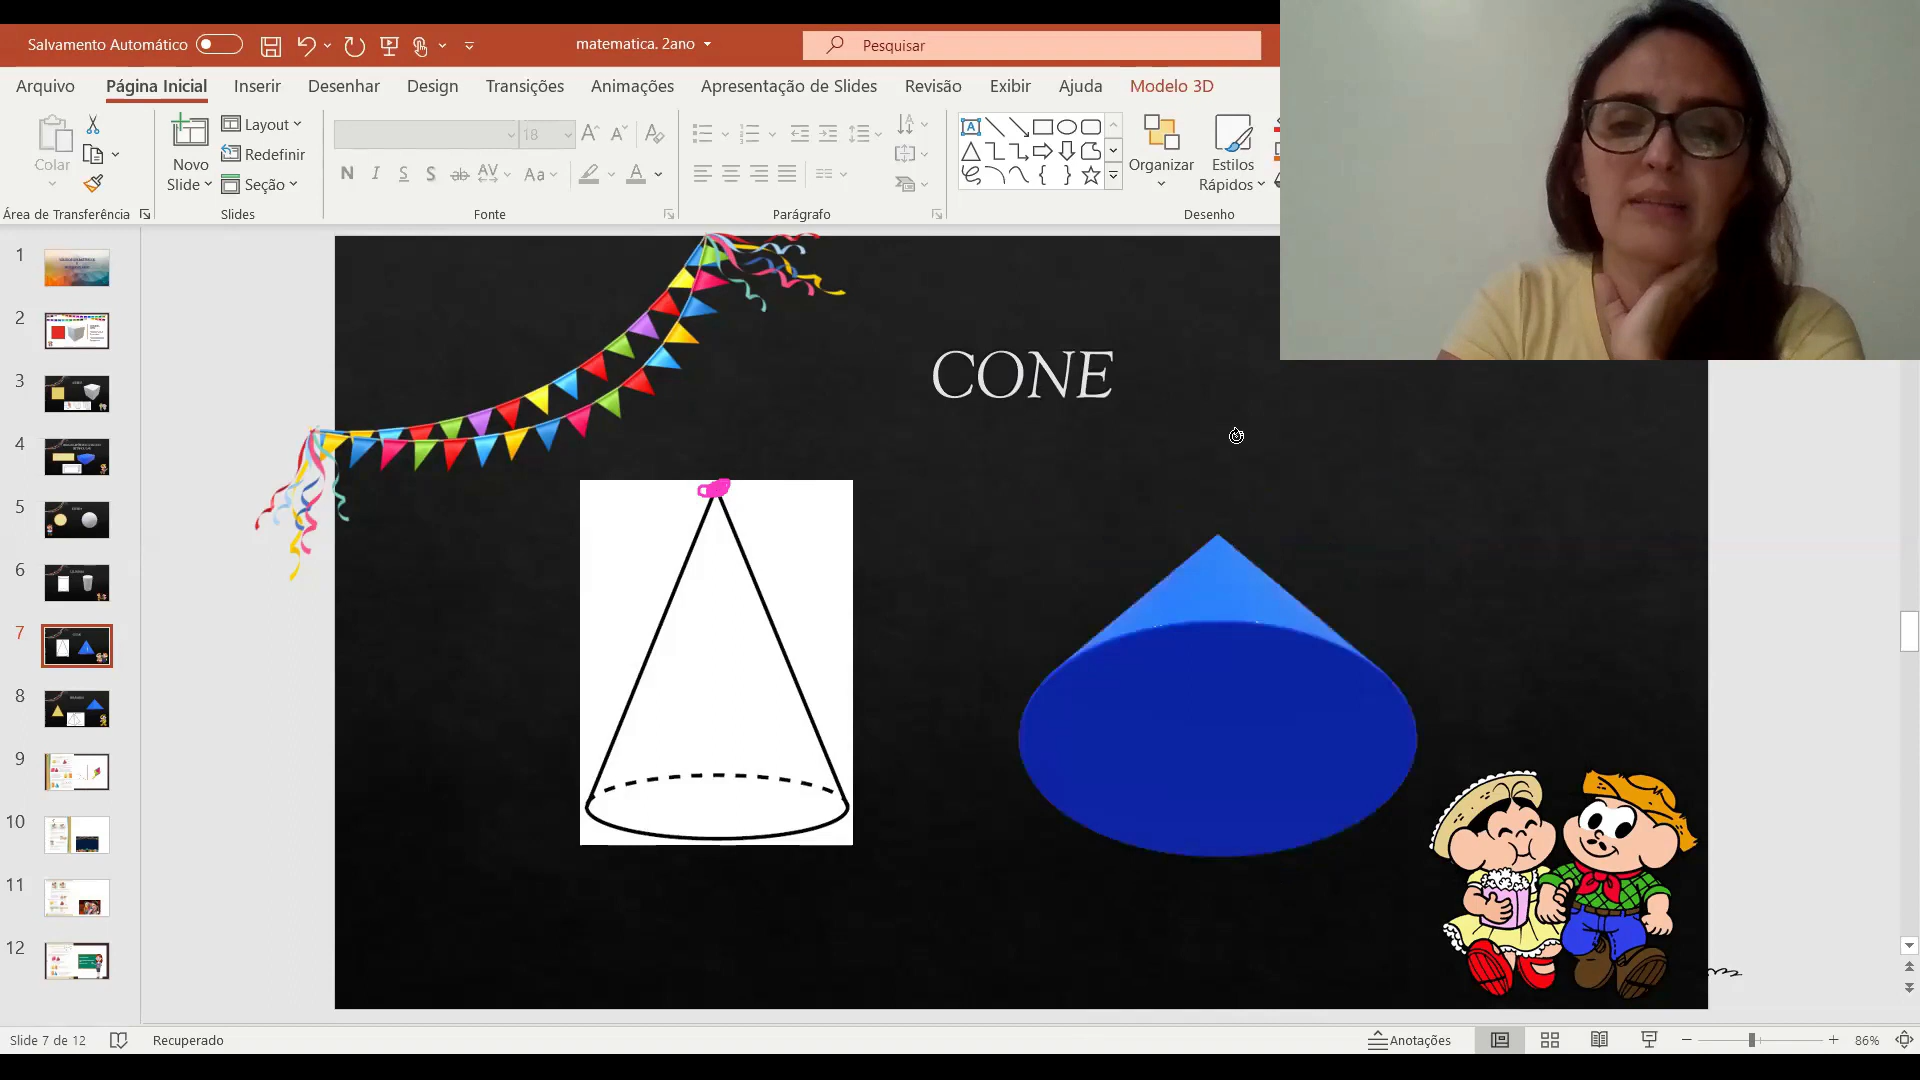 Salvamento Automático
matematica. 2ano
Pesquisar
Arquivo Página Inicial Inserir Desenhar Design Transições Animações Apresentação de Slides Revisão Exibir Ajuda Modelo 3D
Colar
Novo
Slide
Layout
Redefinir
Seção
18
N I S S ab AV Aa A
Organizar
Estilos
Rápidos
Área de Transferência Slides Fonte Parágrafo Desenho
1
2
3
4
5
6
7
8
9
10
11
12
CONE
Slide 7 de 12 Recuperado Anotações 86%